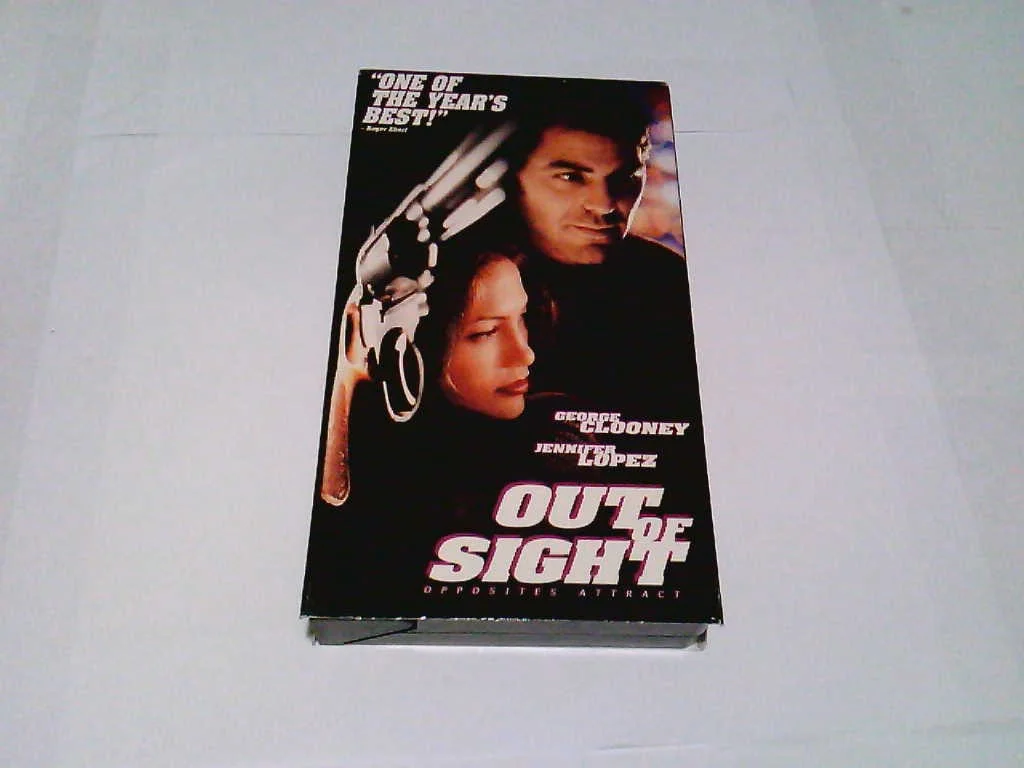 "ONE OF
THE YEAR'S
BEST!"
- Roger Ebert
GEORGE
CLOONEY
JENNIFER
LOPEZ
OUT OF
SIGHT
OPPOSITES ATTRACT